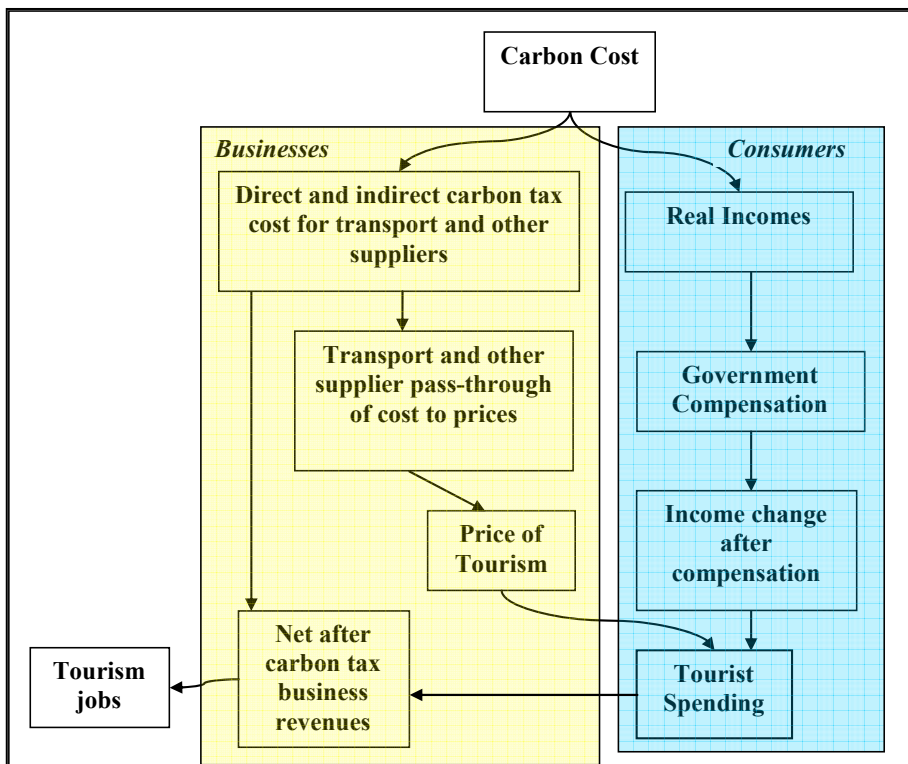 Carbon Cost
Businesses
Consumers
Direct and indirect carbon tax
cost for transport and other
suppliers
Real Incomes
Transport and other
supplier pass-through
of cost to prices
Government
Compensation
Price of
Tourism
Income change
after
compensation
Net after
carbon tax
business
revenues
Tourist
Spending
Tourism
jobs